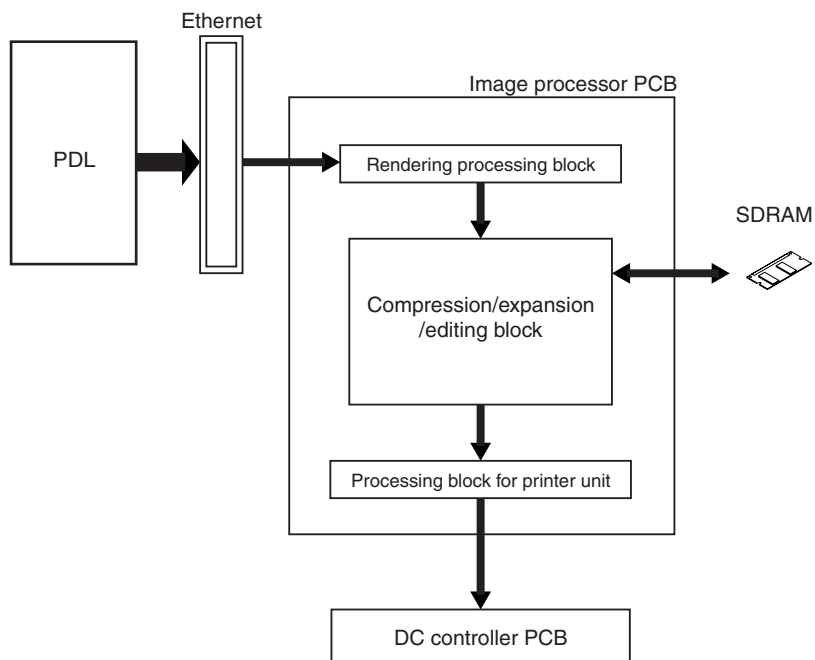 Ethernet
PDL
Image processor PCB
Rendering processing block
SDRAM
Compression/expansion
/editing block
Processing block for printer unit
DC controller PCB